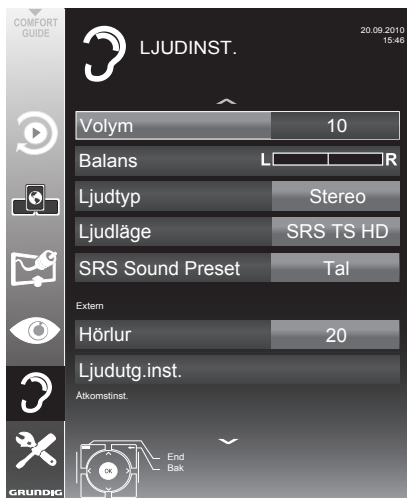 COMFORT
GUIDE
LJUDINST.
20.09.2010
15:46
Volym 10
Balans L R
Ljudtyp Stereo
Ljudläge SRS TS HD
SRS Sound Preset Tal
Extern
Hörlur 20
Ljudutg.inst.
Åtkomstinst.
End
Bak
OK
GRUNDIG